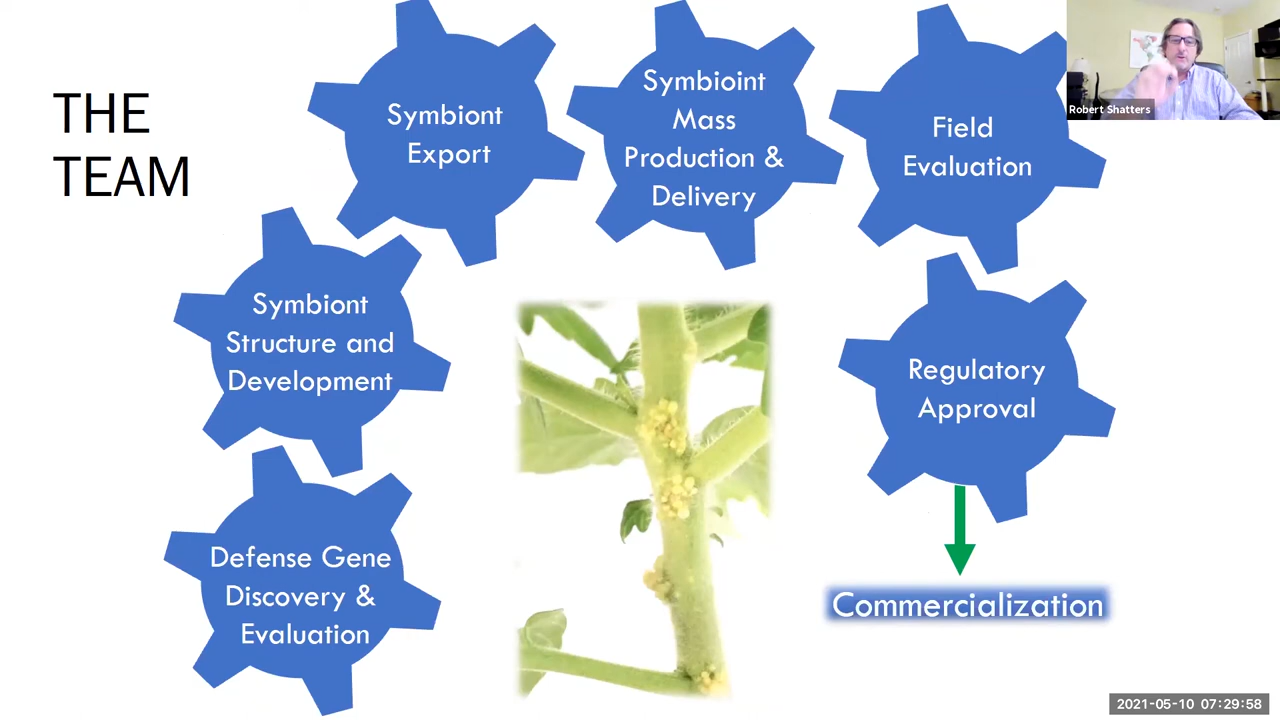 THE
TEAM
Symbiont
Export
Symbioint
Mass
Production &
Delivery
Field
Evaluation
Robert Shatters
Symbiont
Structure and
Development
Regulatory
Approval
Defense Gene
Discovery &
Evaluation
Commercialization
2021-05-10 07:29:58